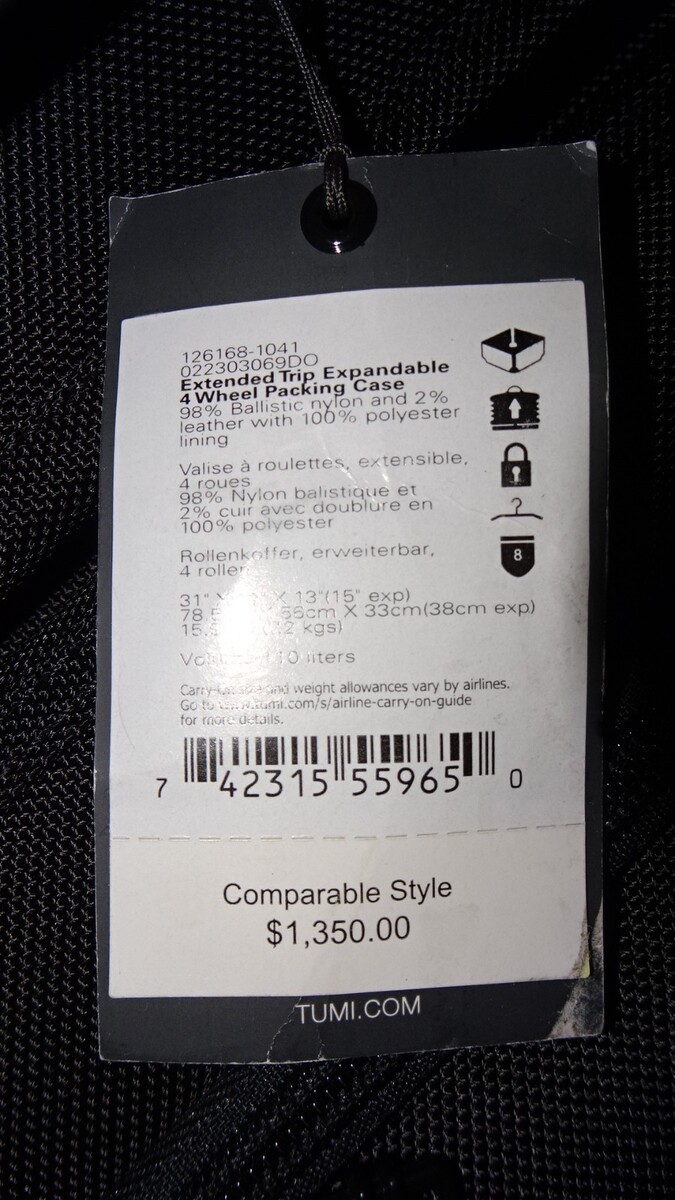 126168-1041
022303069DO
Extended Trip Expandable
4 Wheel Packing Case
98% Ballistic nylon and 2%
leather with 100% polyester
lining
Valise à roulettes, extensible,
4 roues
98% Nylon balistique et
2% cuir avec doublure en
100% polyester
Rollenkoffer, erweiterbar,
4 rollen
31" X 13"(15" exp)
56cm X 33cm(38cm exp)
kgs)
liters
Carry-on size and weight allowances vary by airlines.
Go to www.tumi.com/s/airline-carry-on-guide
for more details.
7 42315 55965 0
8
Comparable Style
$1,350.00
TUMI.COM